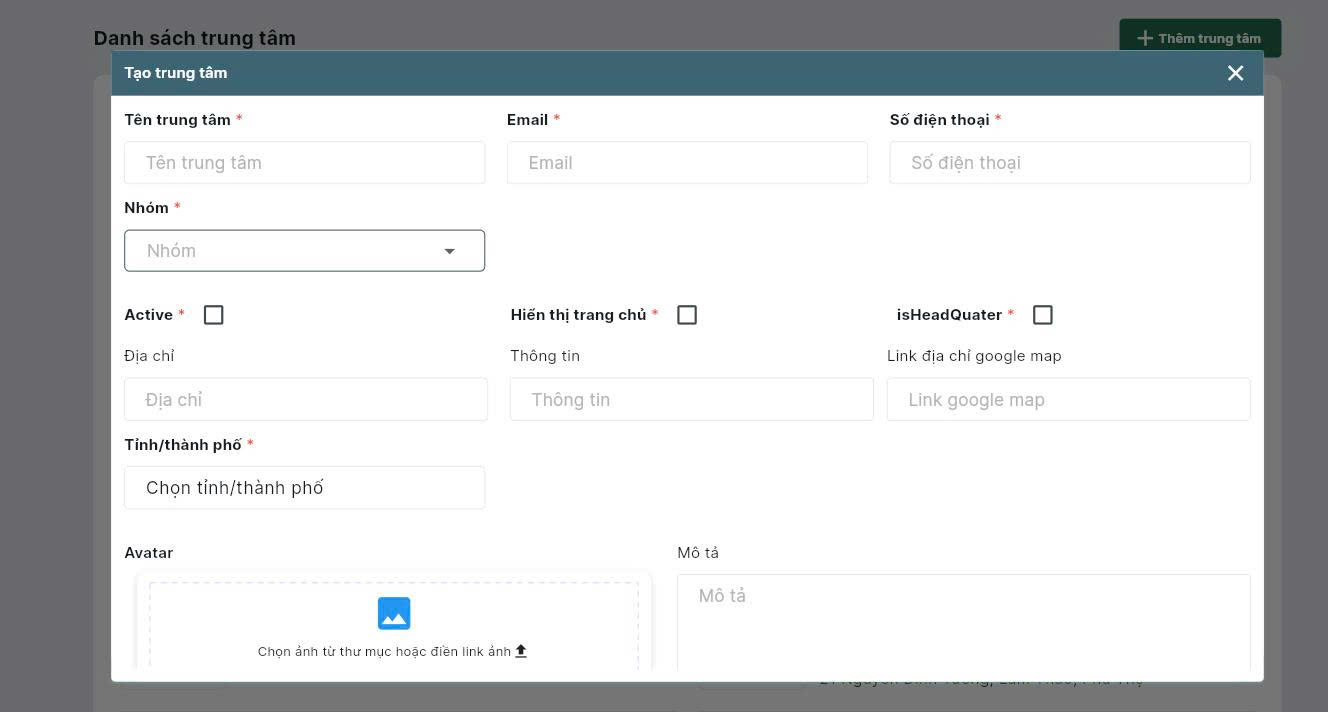 Danh sách trung tâm
Thêm trung tâm
Tạo trung tâm
Tên trung tâm *
Email *
Số điện thoại *
Tên trung tâm
Email
Số điện thoại
Nhóm *
Nhóm
Active *
Hiển thị trang chủ *
isHeadQuater *
Địa chỉ
Thông tin
Link địa chỉ google map
Địa chỉ
Thông tin
Link google map
Tỉnh/thành phố *
Chọn tỉnh/thành phố
Avatar
Mô tả
Mô tả
Chọn ảnh từ thư mục hoặc điền link ảnh